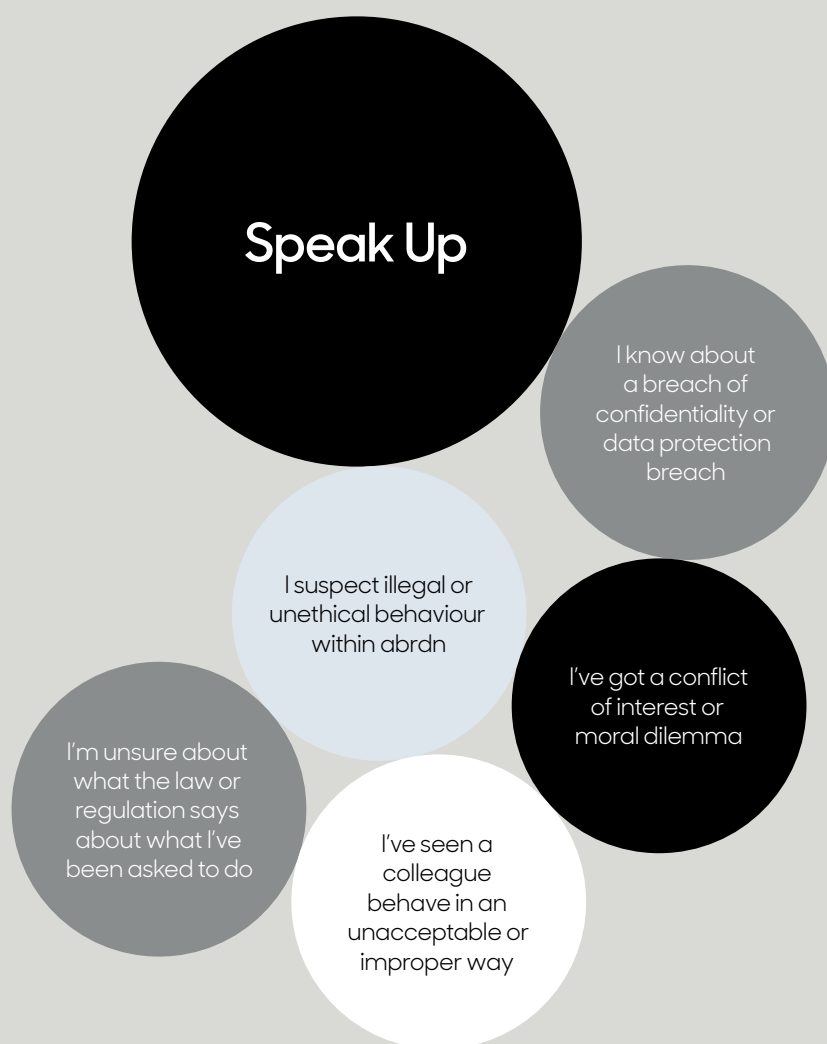 Speak Up
I know about
a breach of
confidentiality or
data protection
breach
I suspect illegal or
unethical behaviour
within abrdn
I've got a conflict
of interest or
moral dilemma
I'm unsure about
what the law or
regulation says
about what I've
been asked to do
I've seen a
colleague
behave in an
unacceptable or
improper way